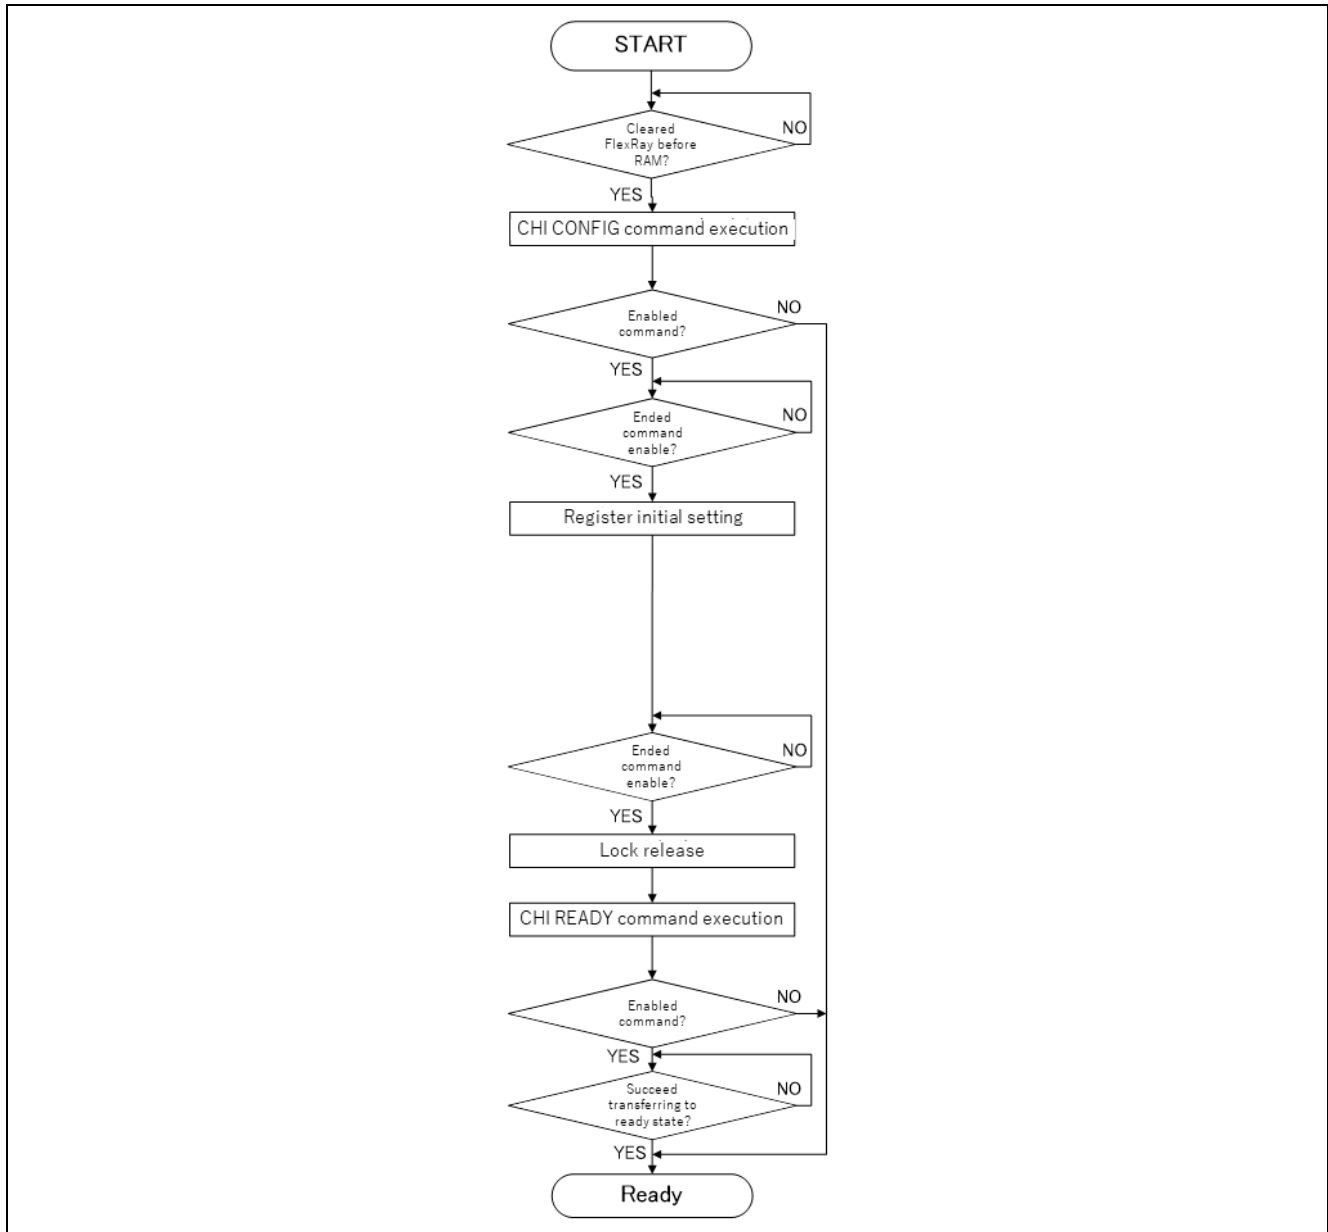 START
Cleared
FlexRay before
RAM?
NO
YES
CHI CONFIG command execution
Enabled
command?
NO
YES
Ended
command
enable?
NO
YES
Register initial setting
Ended
command
enable?
NO
YES
Lock release
CHI READY command execution
Enabled
command?
NO
YES
Succeed
transferring to
ready state?
NO
YES
Ready